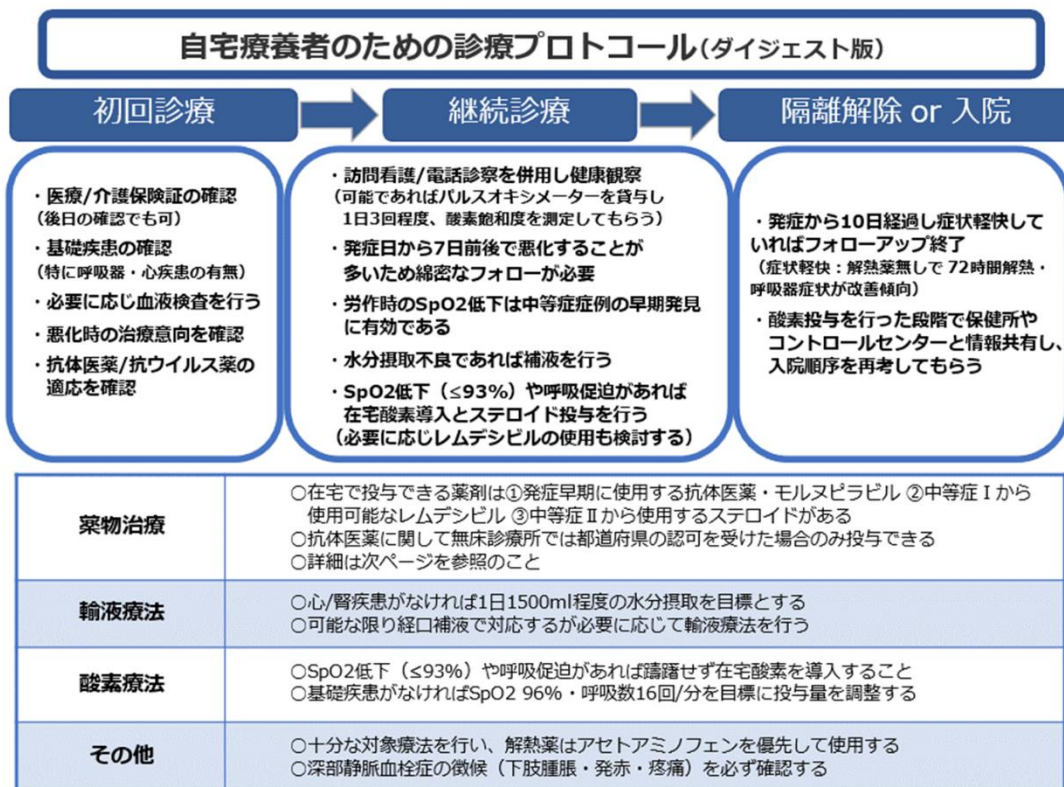 自宅療養者のための診療プロトコール(ダイジェスト版)
初回診療
継続診療
隔離解除 or 入院
・医療/介護保険証の確認
(後日の確認でも可)
・基礎疾患の確認
(特に呼吸器・心疾患の有無)
・必要に応じ血液検査を行う
・悪化時の治療意向を確認
・抗体医薬/抗ウイルス薬の
適応を確認
・訪問看護/電話診察を併用し健康観察
(可能であればパルスオキシメーターを貸与し
1日3回程度、酸素飽和度を測定してもらう)
・発症日から7日前後で悪化することが
多いため綿密なフォローが必要
・労作時のSpO2低下は中等症症例の早期発見
に有効である
・水分摂取不良であれば補液を行う
・SpO2低下（≤93%）や呼吸促迫があれば
在宅酸素導入とステロイド投与を行う
(必要に応じレムデシビルの使用も検討する)
・発症から10日経過し症状軽快して
いればフォローアップ終了
(症状軽快：解熱薬無しで 72時間解熱・
呼吸器症状が改善傾向)
・酸素投与を行った段階で保健所や
コントロールセンターと情報共有し、
入院順序を再考してもらう
薬物治療
○在宅で投与できる薬剤は①発症早期に使用する抗体医薬・モルヌピラビル ②中等症Ⅰから
使用可能なレムデシビル ③中等症Ⅱから使用するステロイドがある
○抗体医薬に関して無床診療所では都道府県の認可を受けた場合のみ投与できる
○詳細は次ページを参照のこと
輸液療法
○心/腎疾患がなければ1日1500ml程度の水分摂取を目標とする
○可能な限り経口補液で対応するが必要に応じて輸液療法を行う
酸素療法
○SpO2低下（≤93%）や呼吸促迫があれば躊躇せず在宅酸素を導入すること
○基礎疾患がなければSpO2 96%・呼吸数16回/分を目標に投与量を調整する
その他
○十分な対象療法を行い、解熱薬はアセトアミノフェンを優先して使用する
○深部静脈血栓症の徴候（下肢腫脹・発赤・疼痛）を必ず確認する